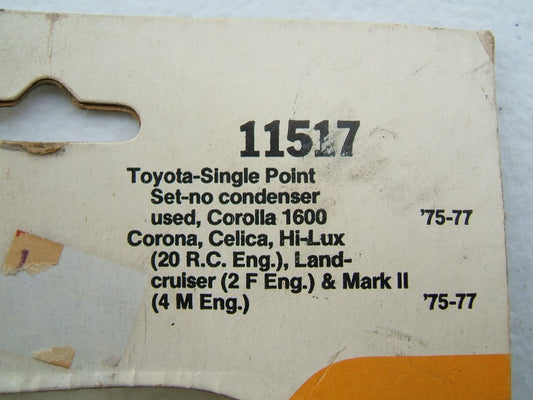 11517
Toyota-Single Point
Set-no condenser
used, Corolla 1600 '75-77
Corona, Celica, Hi-Lux
(20 R.C. Eng.), Land-
cruiser (2 F Eng.) & Mark II
(4 M Eng.) '75-77